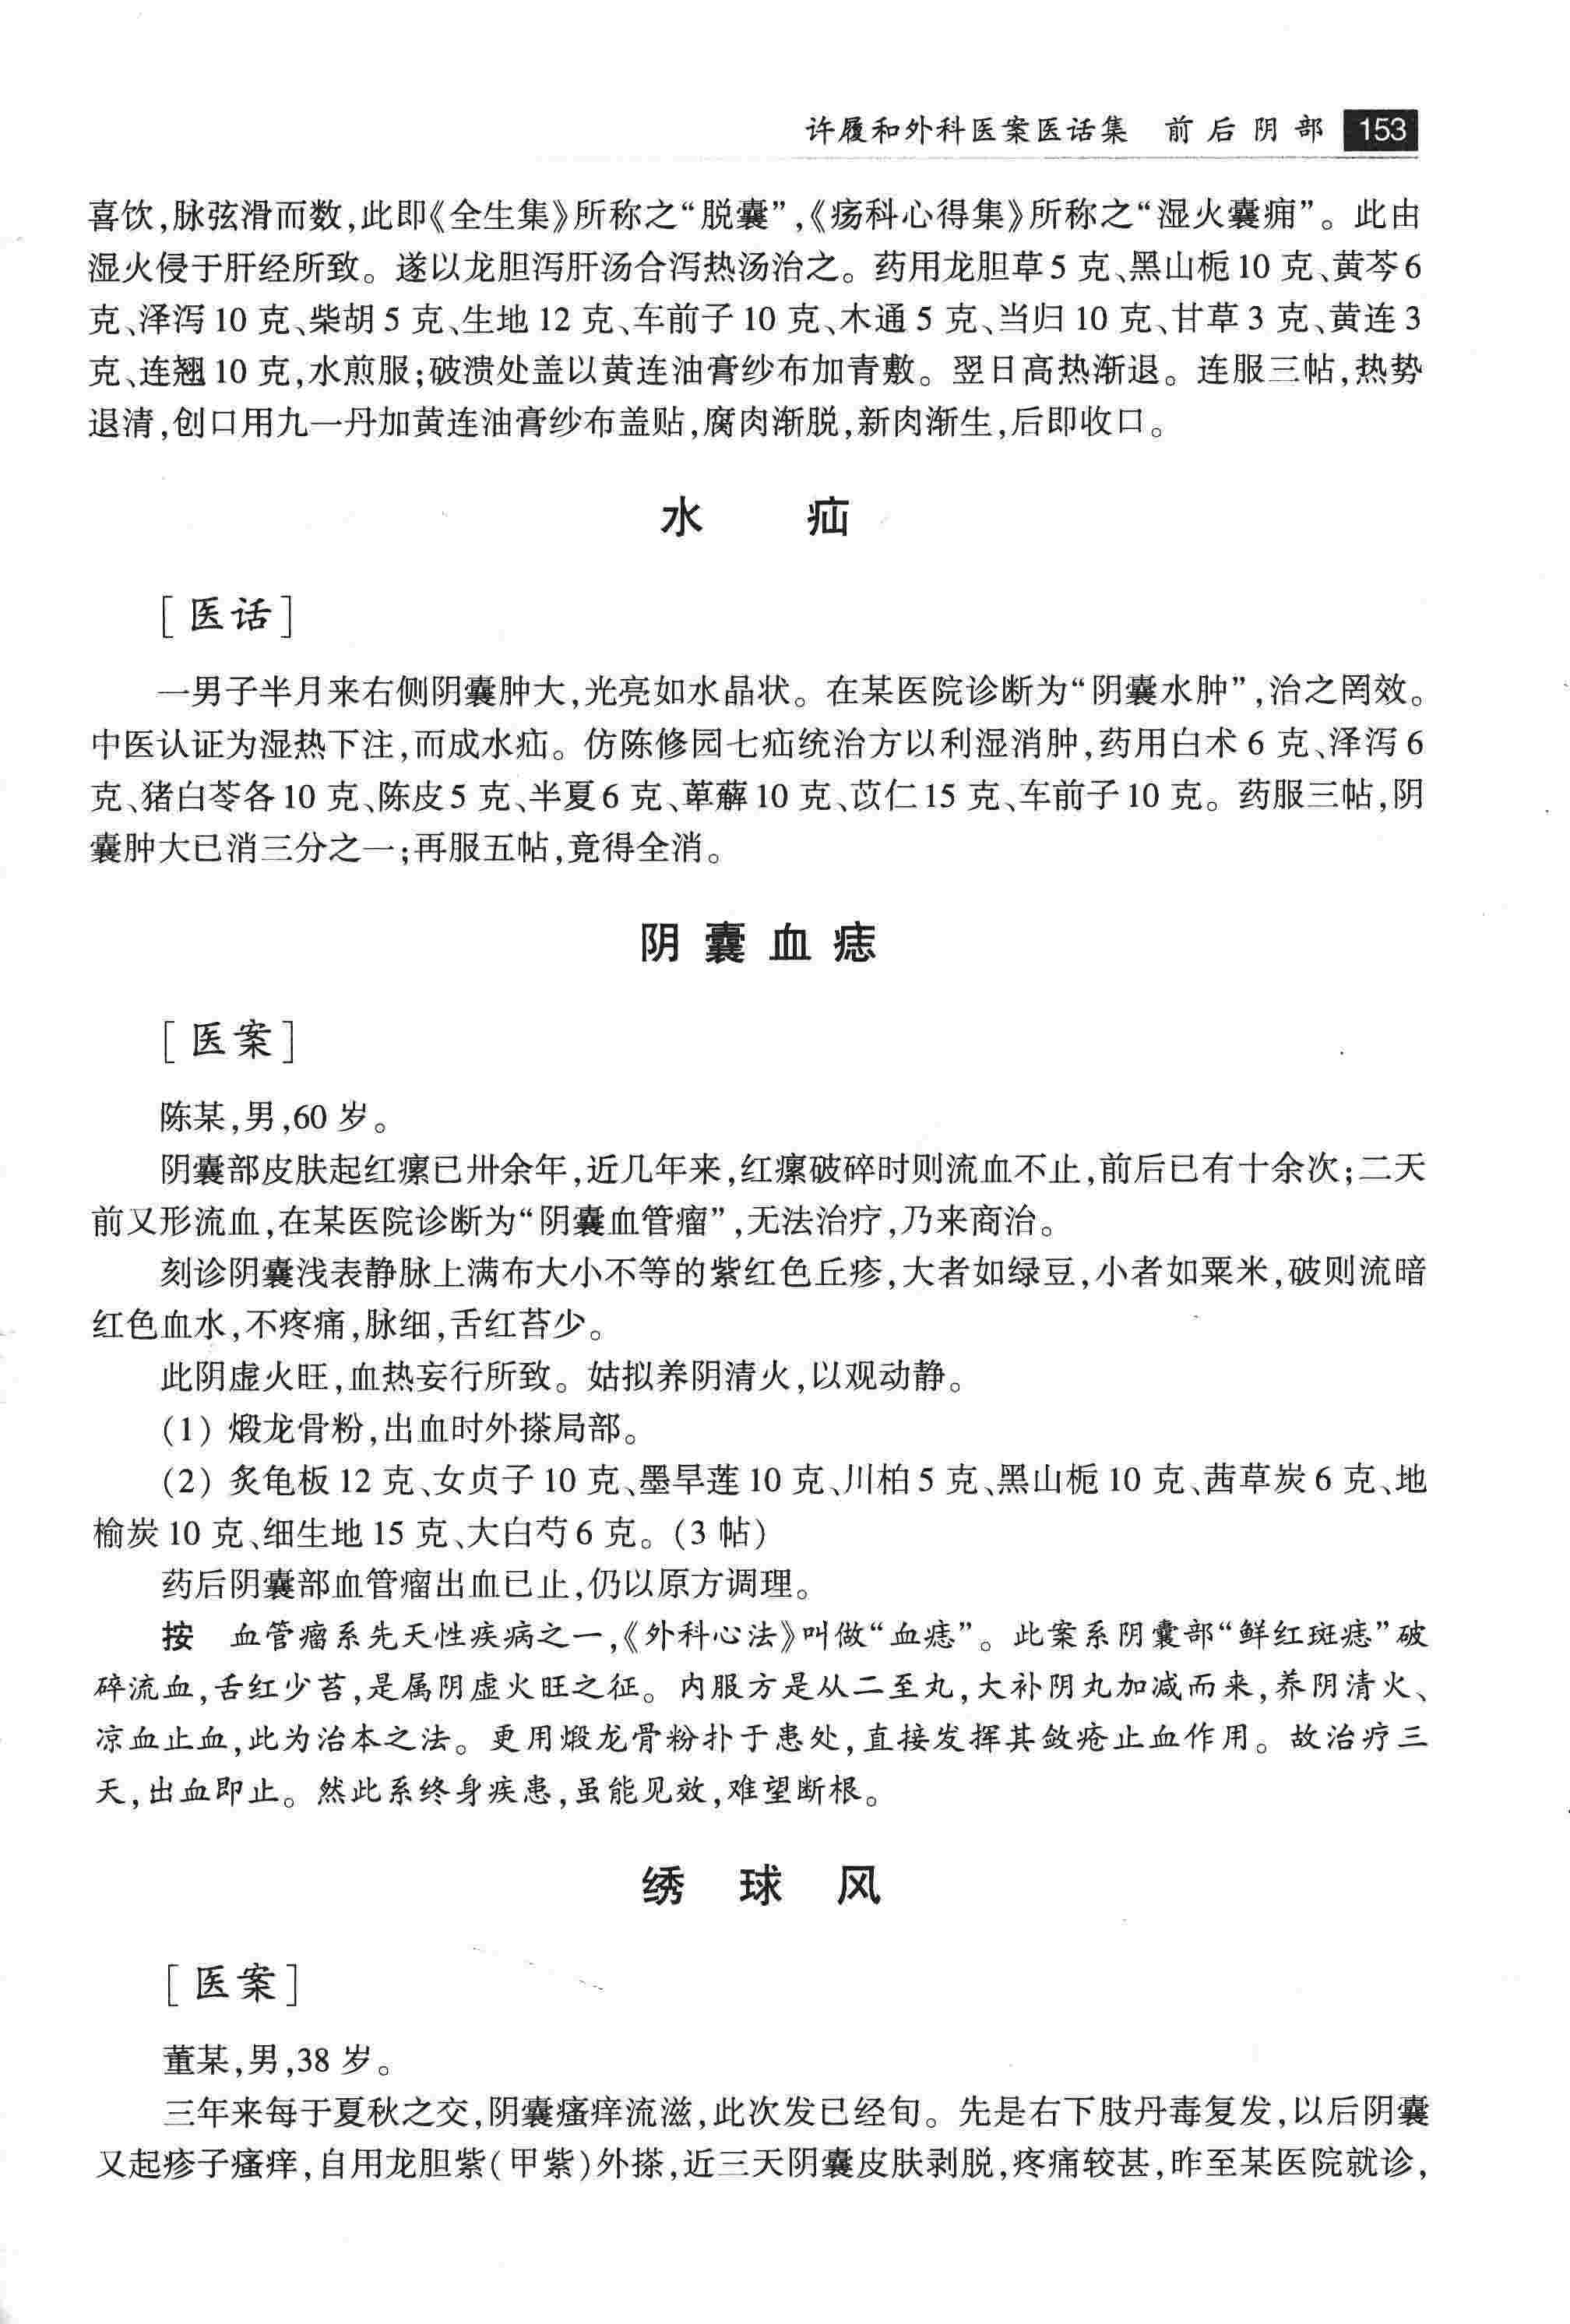 许履和外科医案医话集 前后阴部 153
喜饮,脉弦滑而数,此即《全生集》所称之“脱囊”,《疡科心得集》所称之“湿火囊痈”。此由
湿火侵于肝经所致。遂以龙胆泻肝汤合泻热汤治之。药用龙胆草5克、黑山栀10克、黄芩6
克、泽泻10克、柴胡5克、生地12克、车前子10克、木通5克、当归10克、甘草3克、黄连3
克、连翘10克,水煎服;破溃处盖以黄连油膏纱布加青敷。翌日高热渐退。连服三帖,热势
退清,创口用九一丹加黄连油膏纱布盖贴,腐肉渐脱,新肉渐生,后即收口。
水 疝
[医话]
一男子半月来右侧阴囊肿大,光亮如水晶状。在某医院诊断为“阴囊水肿”,治之罔效。
中医认证为湿热下注,而成水疝。仿陈修园七疝统治方以利湿消肿,药用白术6克、泽泻6
克、猪白苓各10克、陈皮5克、半夏6克、萆薢10克、苡仁15克、车前子10克。药服三帖,阴
囊肿大已消三分之一;再服五帖,竟得全消。
阴囊血痣
[医案]
陈某,男,60岁。
阴囊部皮肤起红瘰已卅余年,近几年来,红瘰破碎时则流血不止,前后已有十余次;二天
前又形流血,在某医院诊断为“阴囊血管瘤”,无法治疗,乃来商治。
刻诊阴囊浅表静脉上满布大小不等的紫红色丘疹,大者如绿豆,小者如粟米,破则流暗
红色血水,不疼痛,脉细,舌红苔少。
此阴虚火旺,血热妄行所致。姑拟养阴清火,以观动静。
(1) 煅龙骨粉,出血时外搽局部。
(2) 炙龟板12克、女贞子10克、墨旱莲10克、川柏5克、黑山栀10克、茜草炭6克、地
榆炭10克、细生地15克、大白芍6克。(3帖)
药后阴囊部血管瘤出血已止,仍以原方调理。
按 血管瘤系先天性疾病之一,《外科心法》叫做“血痣”。此案系阴囊部“鲜红斑痣”破
碎流血,舌红少苔,是属阴虚火旺之征。内服方是从二至丸,大补阴丸加减而来,养阴清火、
凉血止血,此为治本之法。更用煅龙骨粉扑于患处,直接发挥其敛疮止血作用。故治疗三
天,出血即止。然此系终身疾患,虽能见效,难望断根。
绣球风
[医案]
董某,男,38岁。
三年来每于夏秋之交,阴囊瘙痒流滋,此次发已经旬。先是右下肢丹毒复发,以后阴囊
又起疹子瘙痒,自用龙胆紫(甲紫)外搽,近三天阴囊皮肤剥脱,疼痛较甚,昨至某医院就诊,